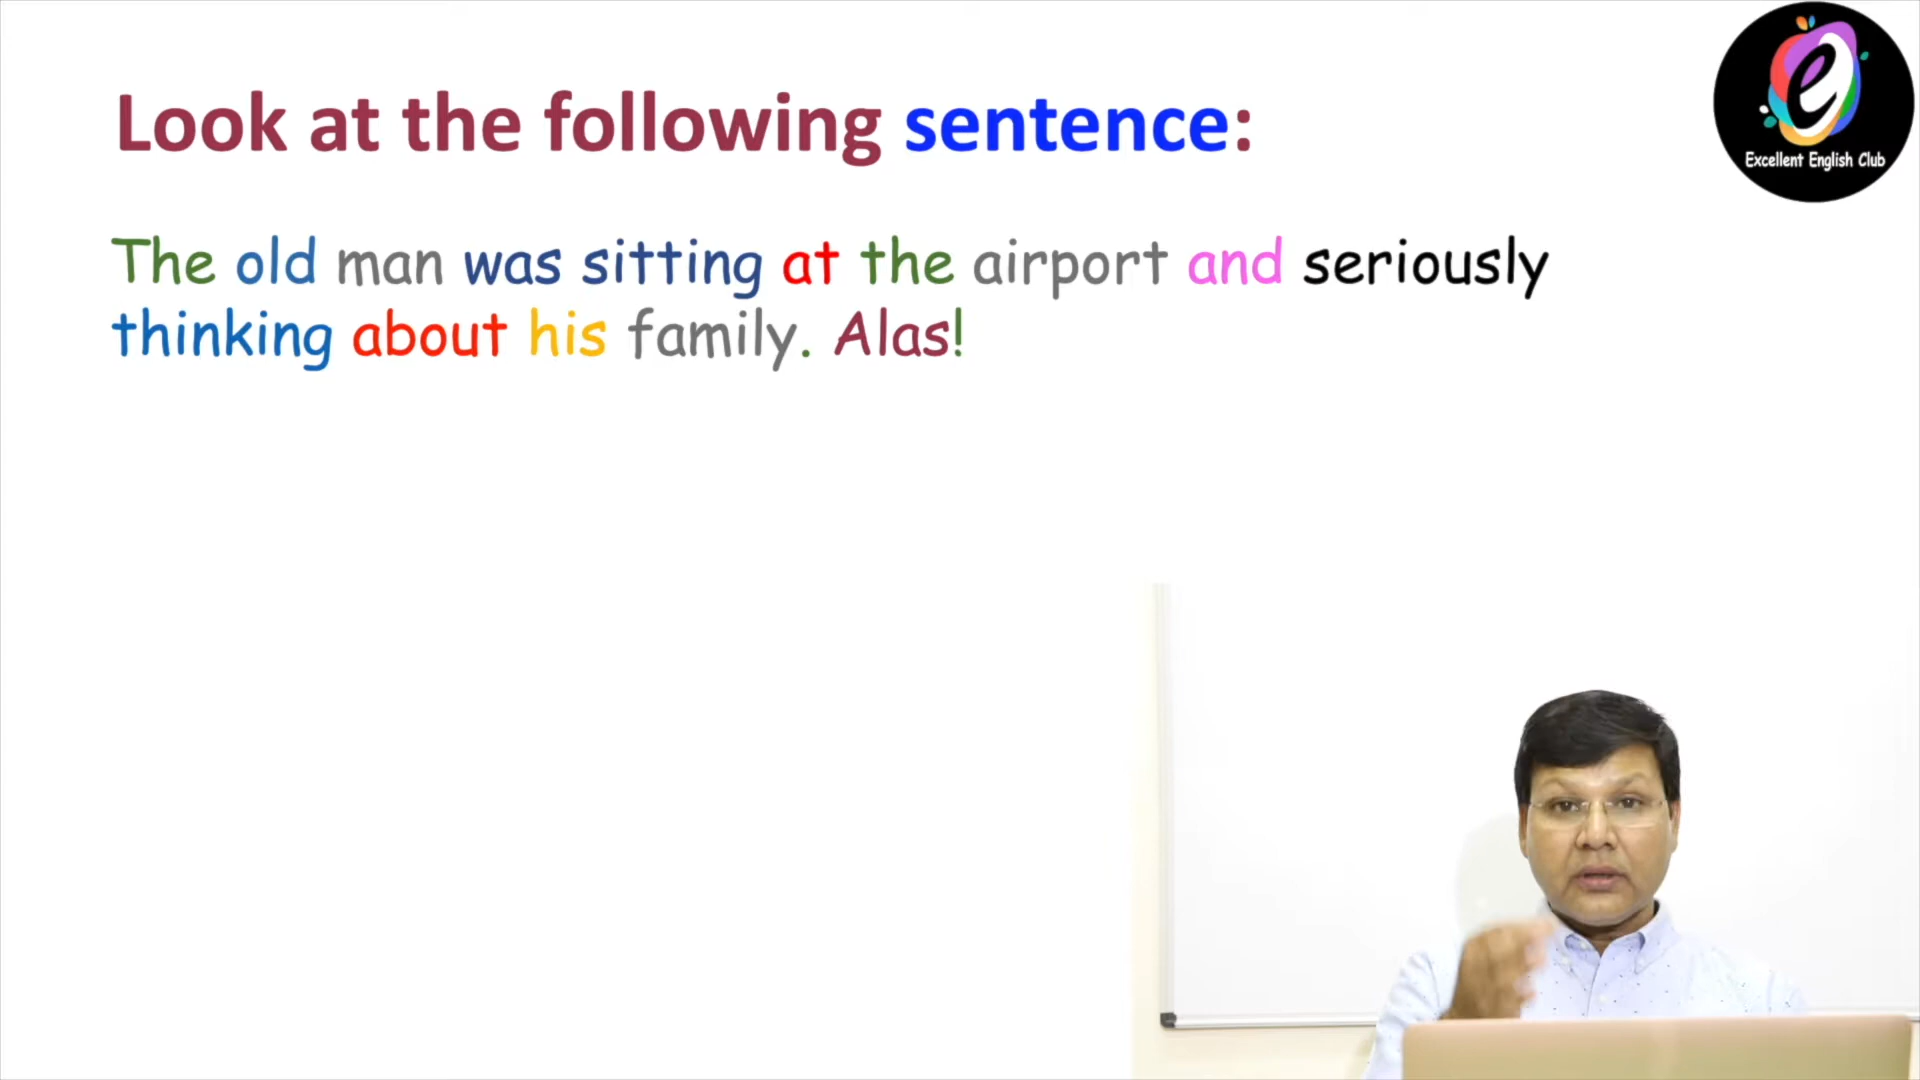 Look at the following sentence:
Excellent English Club
The old man was sitting at the airport and seriously
thinking about his family. Alas!